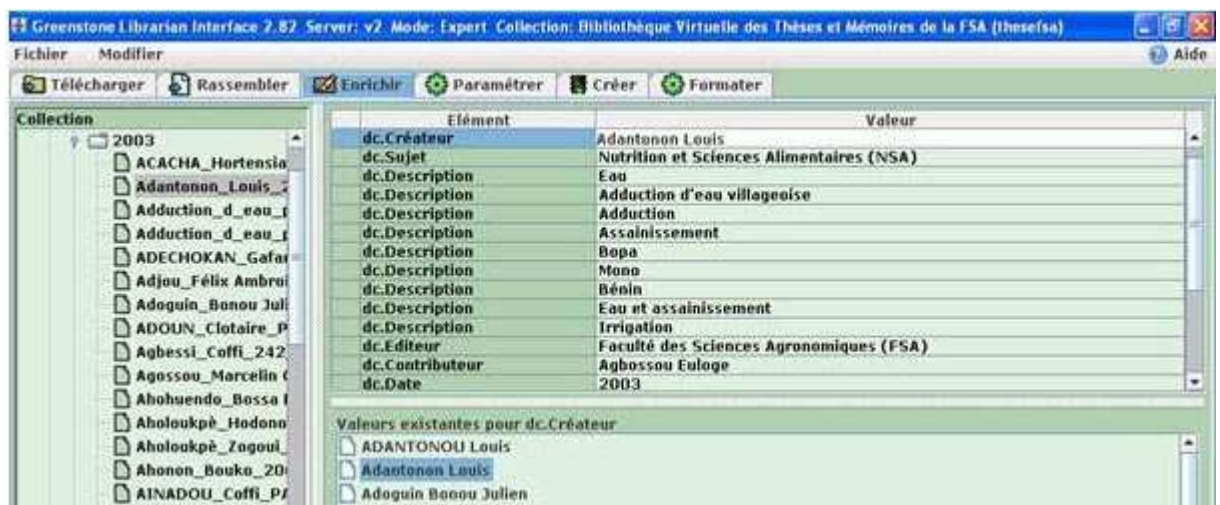 Greenstone Librarian Interface 2.82 Server: v2 Mode: Expert Collection: Bibliothèque Virtuelle des Thèses et Mémoires de la FSA (thesefsa)
Fichier Modifier Aide
Télécharger Rassembler Enrichir Paramétrer Créer Formater
Collection
2003
ACACHA_Hortensia
Adantonon_Louis_2
Adduction_d_eau_p
Adduction_d_eau_p
ADECHOKAN_Gafar
Adjou_Félix Ambroi
Adoguin_Bonou Juli
ADOUN_Clotaire_P
Agbessi_Coffi_242
Agossou_Marcelin
Ahohuendo_Bossa
Aholoukpè_Hodono
Aholoukpè_Zogoui_
Ahonon_Bouko_20
AINADOU_Coffi_PA
Elément Valeur
dc.Créateur Adantonon Louis
dc.Sujet Nutrition et Sciences Alimentaires (NSA)
dc.Description Eau
dc.Description Adduction d'eau villageoise
dc.Description Adduction
dc.Description Assainissement
dc.Description Bopa
dc.Description Mono
dc.Description Bénin
dc.Description Eau et assainissement
dc.Description Irrigation
dc.Editeur Faculté des Sciences Agronomiques (FSA)
dc.Contributeur Agbossou Euloge
dc.Date 2003
Valeurs existantes pour dc.Créateur
ADANTONOU Louis
Adantonon Louis
Adoguin Bonou Julien